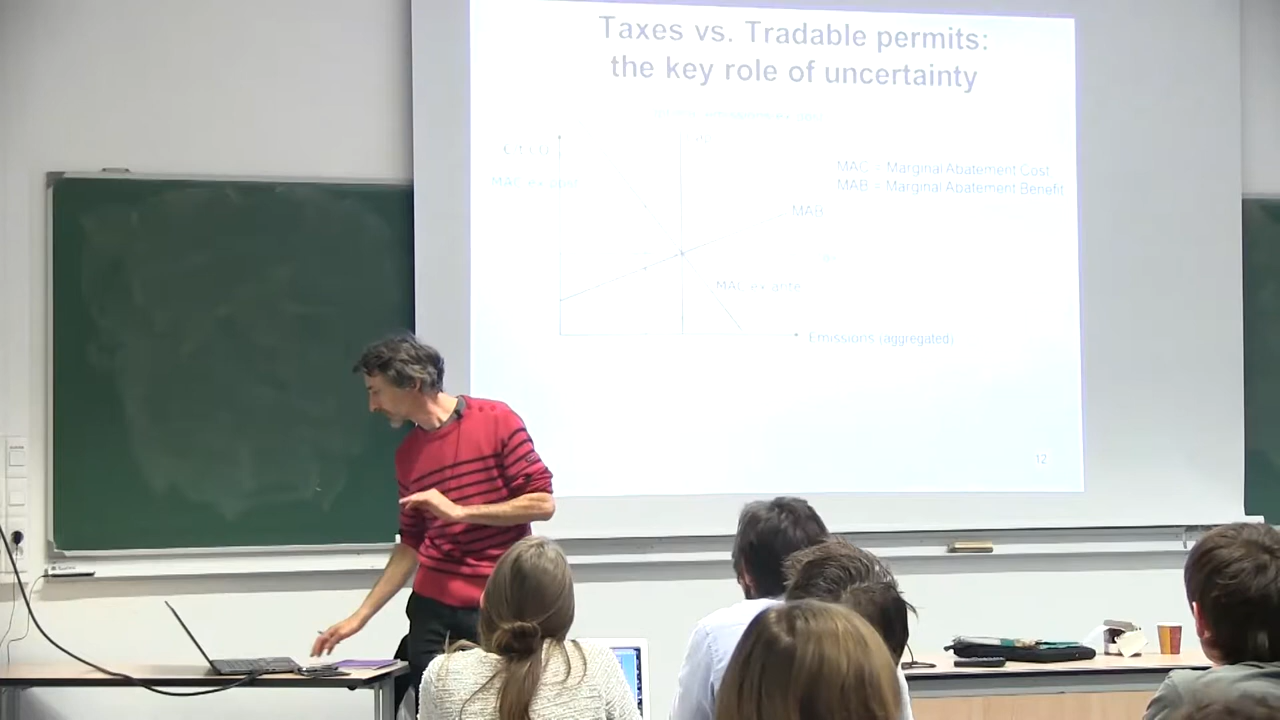 Taxes vs. Tradable permits:
the key role of uncertainty
MAC = Marginal Abatement Cost
MAB = Marginal Abatement Benefit
MAB
MAC ex-ante
Emissions (aggregated)
12